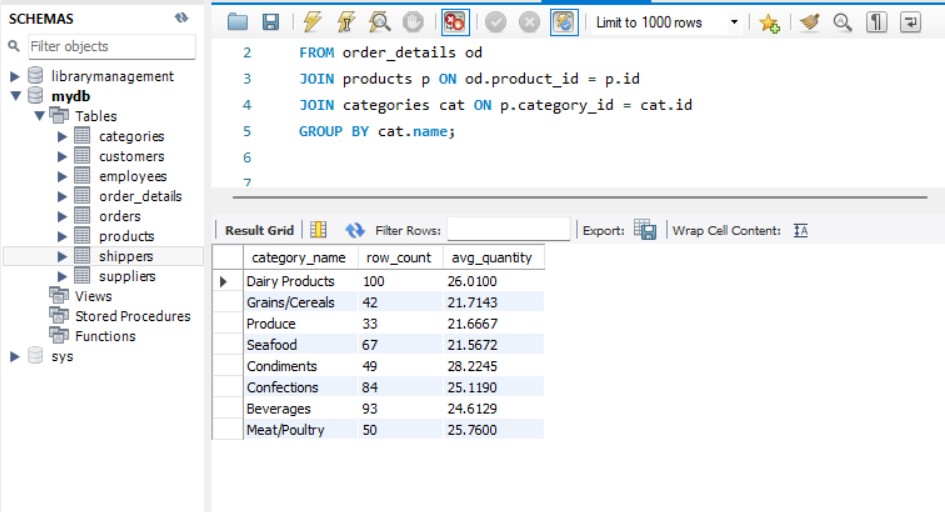 SCHEMAS
Filter objects
librarymanagement
mydb
Tables
categories
customers
employees
order_details
orders
products
shippers
suppliers
Views
Stored Procedures
Functions
sys
Limit to 1000 rows
2 FROM order_details od
3 JOIN products p ON od.product_id = p.id
4 JOIN categories cat ON p.category_id = cat.id
5 GROUP BY cat.name;
6
7
Result Grid Filter Rows: Export: Wrap Cell Content: IA
category_name row_count avg_quantity
Dairy Products 100 26.0100
Grains/Cereals 42 21.7143
Produce 33 21.6667
Seafood 67 21.5672
Condiments 49 28.2245
Confections 84 25.1190
Beverages 93 24.6129
Meat/Poultry 50 25.7600